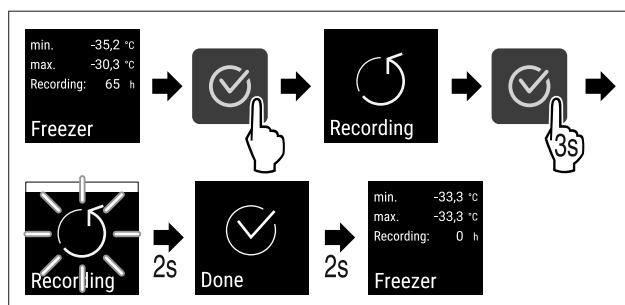 min. -35,2 °C
max. -30,3 °C
Recording: 65 h
Freezer
Recording
3s
Recording
2s
Done
2s
min. -33,3 °C
max. -33,3 °C
Recording: 0 h
Freezer